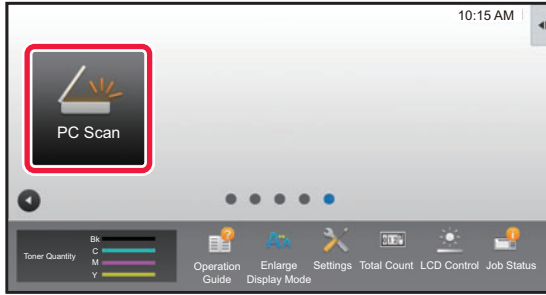 10:15 AM
PC Scan
Toner Quantity
Bk
C
M
Y
Operation
Guide
Enlarge
Display Mode
Settings
Total Count
LCD Control
Job Status